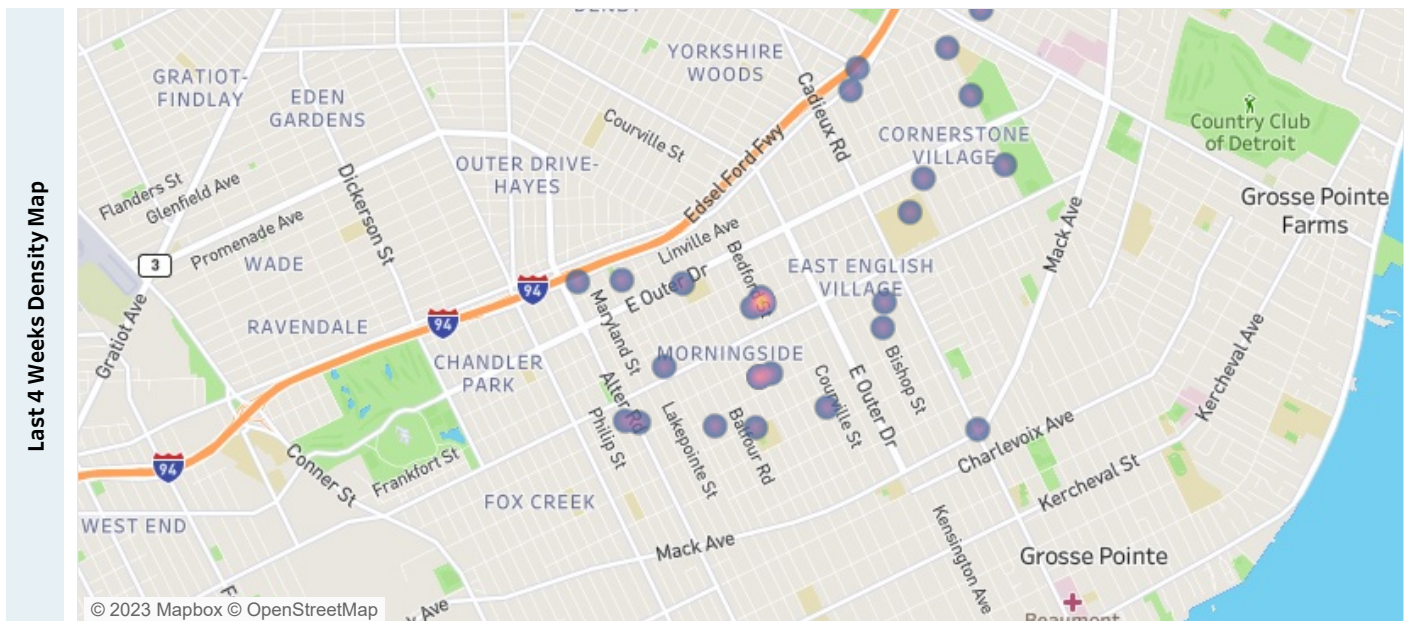 Last 4 Weeks Density Map
YORKSHIRE
WOODS
GRATIOT-
FINDLAY
EDEN
GARDENS
Cadieux Rd
Courville St
CORNERSTONE
VILLAGE
Country Club
of Detroit
OUTER DRIVE-
HAYES
Edsel Ford Fwy
Flanders St
Glenfield Ave
Dickerson St
Grosse Pointe
Farms
Promenade Ave
Linville Ave
Mack Ave
3
WADE
Bedford St
E Outer Dr
EAST ENGLISH
VILLAGE
94
94
Gratiot Ave
RAVENDALE
Maryland St
MORNINGSIDE
CHANDLER
PARK
Bishop St
Kercheval Ave
Alter Rd
Courville St
E Outer Dr
Philip St
Lakepointe St
Balfour Rd
Charlevoix Ave
94
Conner St
Frankfort St
Kercheval St
FOX CREEK
WEST END
Mack Ave
Kensington Ave
Grosse Pointe
© 2023 Mapbox © OpenStreetMap
Ave
Beaumont